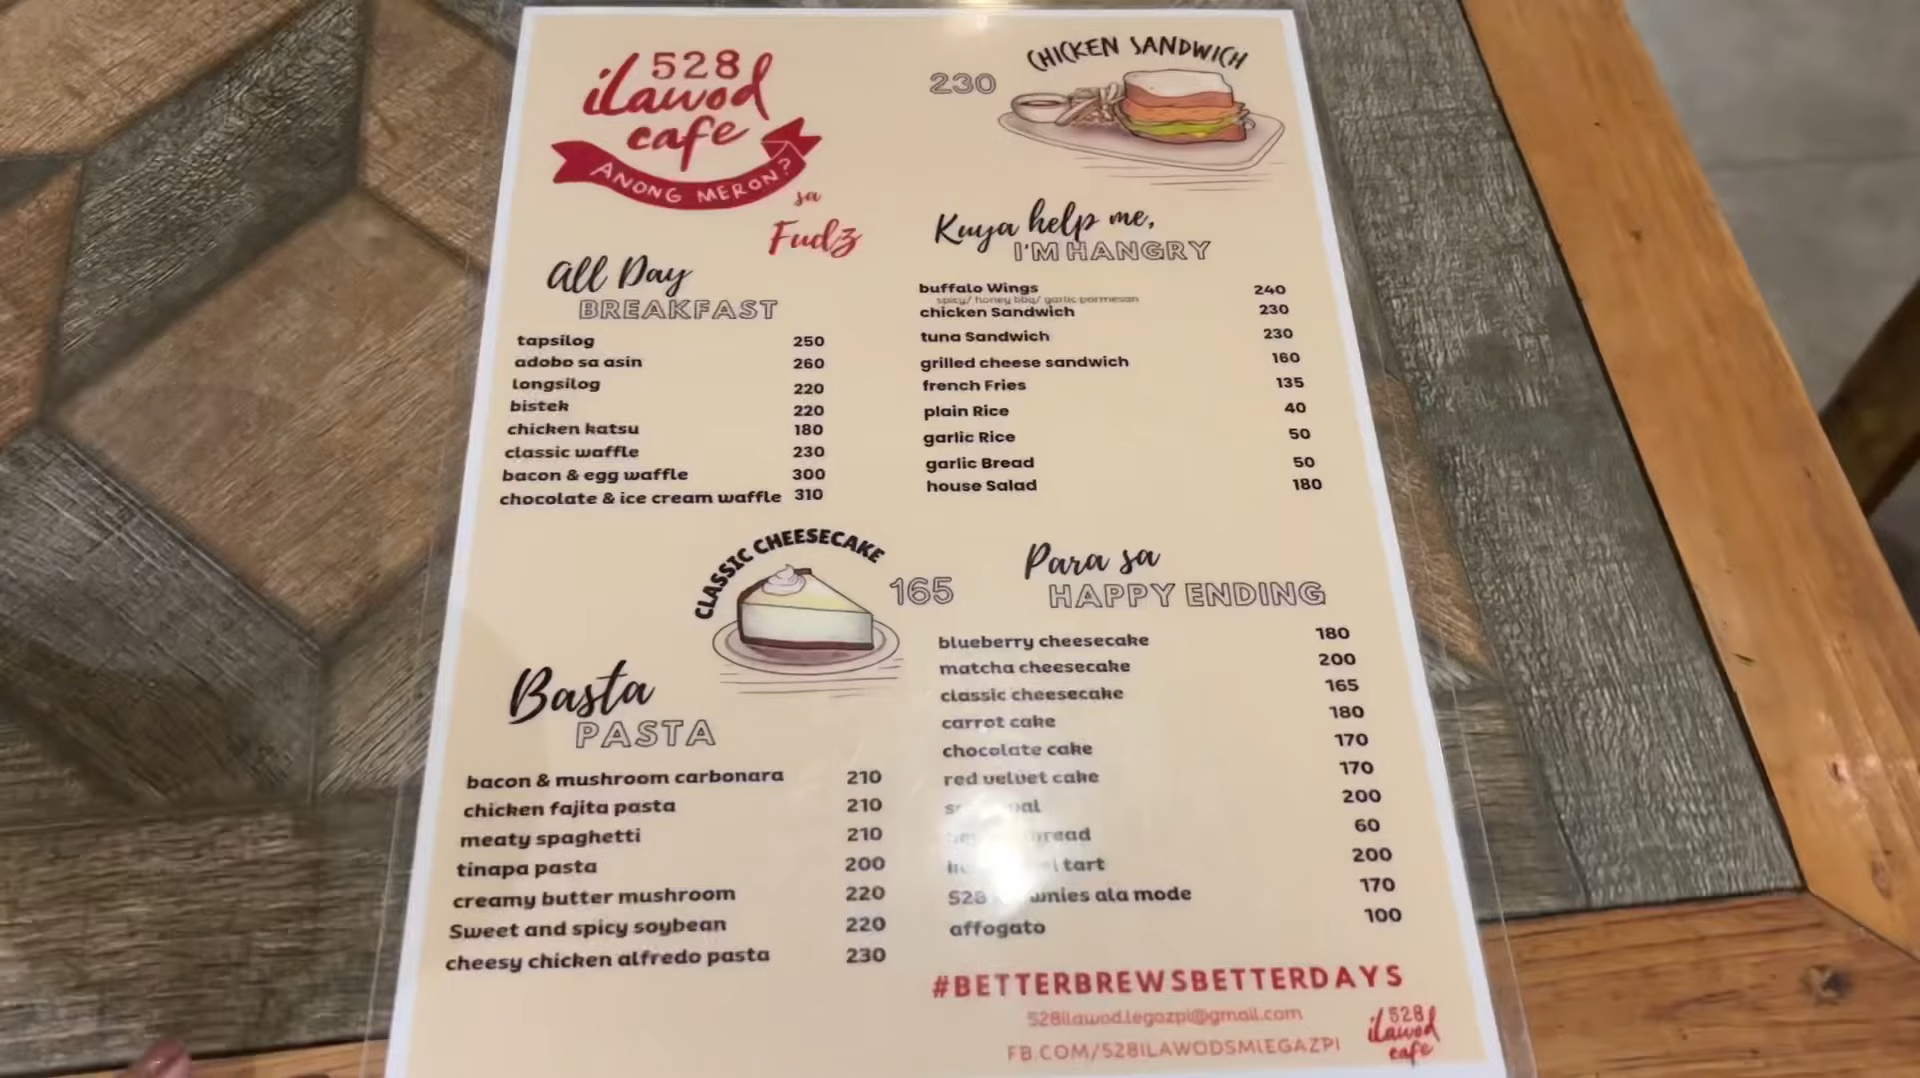 528
ilawod
cafe
ANONG MERON?
sa
Fudz
230
CHICKEN SANDWICH
All Day
BREAKFAST
tapsilog 250
adobo sa asin 260
longsilog 220
bistek 220
chicken katsu 180
classic waffle 230
bacon & egg waffle 300
chocolate & ice cream waffle 310
Kuya help me,
I'M HANGRY
buffalo Wings 240
spicy/ honey bbq/ garlic parmesan
chicken Sandwich 230
tuna Sandwich 230
grilled cheese sandwich 160
french Fries 135
plain Rice 40
garlic Rice 50
garlic Bread 50
house Salad 180
CLASSIC CHEESECAKE
165
Basta
PASTA
bacon & mushroom carbonara 210
chicken fajita pasta 210
meaty spaghetti 210
tinapa pasta 200
creamy butter mushroom 220
Sweet and spicy soybean 220
cheesy chicken alfredo pasta 230
Para sa
HAPPY ENDING
blueberry cheesecake 180
matcha cheesecake 200
classic cheesecake 165
carrot cake 180
chocolate cake 170
red velvet cake 170
200
60
tart 200
528 ala mode 170
affogato 100
#BETTERBREWSBETTERDAYS
528ilawod.legazpi@gmail.com
FB.COM/528ILAWODSMLEGAZPI
528
ilawod
cafe